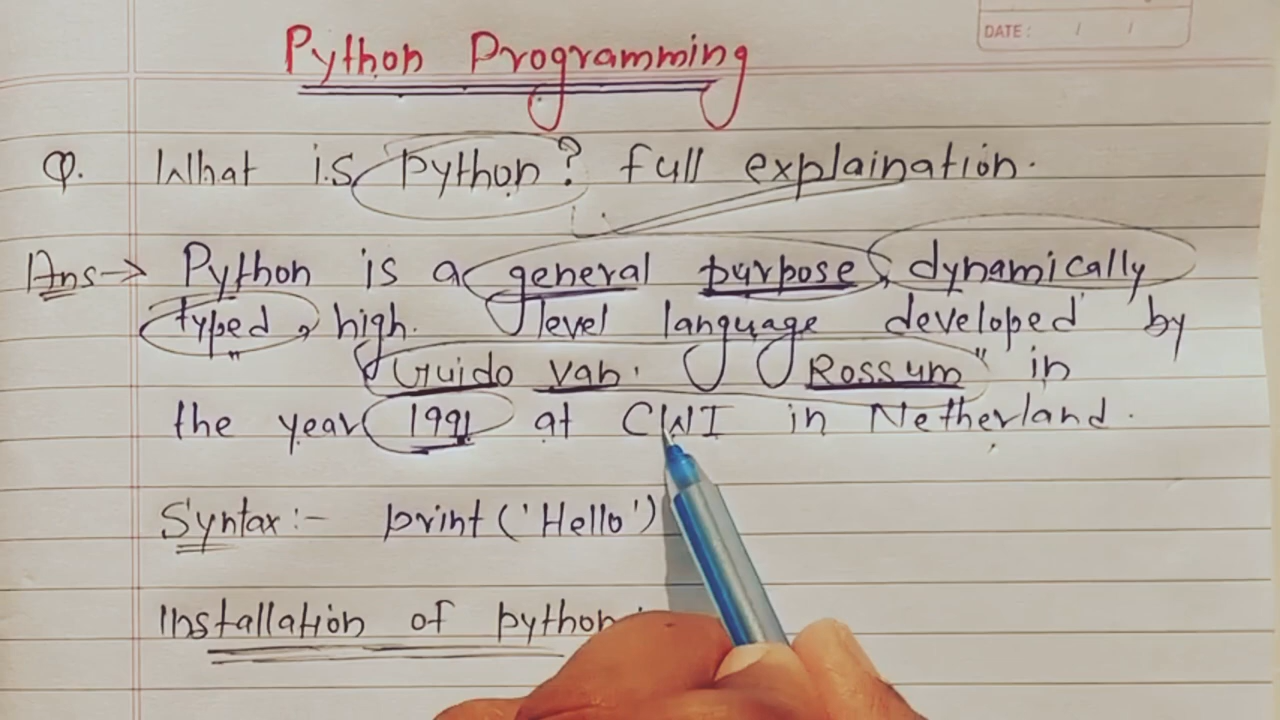 DATE : / /
Python Programming
Q. What is python? full explaination.
Ans→ Python is a general purpose, dynamically
typed, high level language developed by
"Guido van Rossum" in
the year 1991 at CWI in Netherland.
Syntax:- print('Hello')
Installation of python